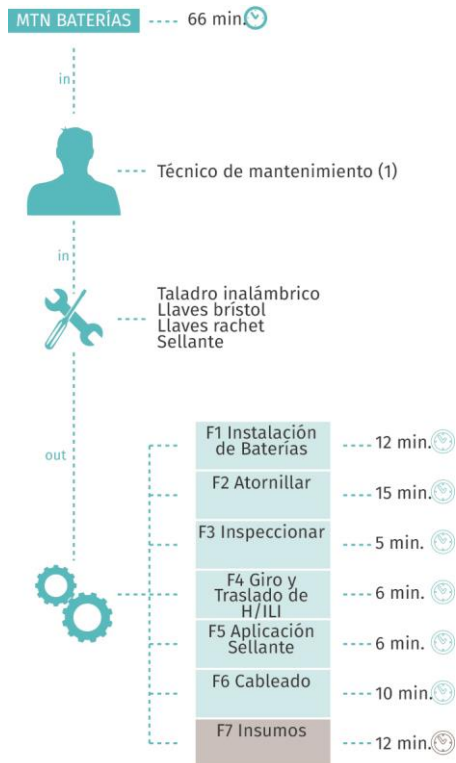 MTN BATERÍAS
66 min.
in
Técnico de mantenimiento (1)
in
Taladro inalámbrico
Llaves brístol
Llaves rachet
Sellante
out
F1 Instalación
de Baterías
12 min.
F2 Atornillar
15 min.
F3 Inspeccionar
5 min.
F4 Giro y
Traslado de
H/ILI
6 min.
F5 Aplicación
Sellante
6 min.
F6 Cableado
10 min.
F7 Insumos
12 min.